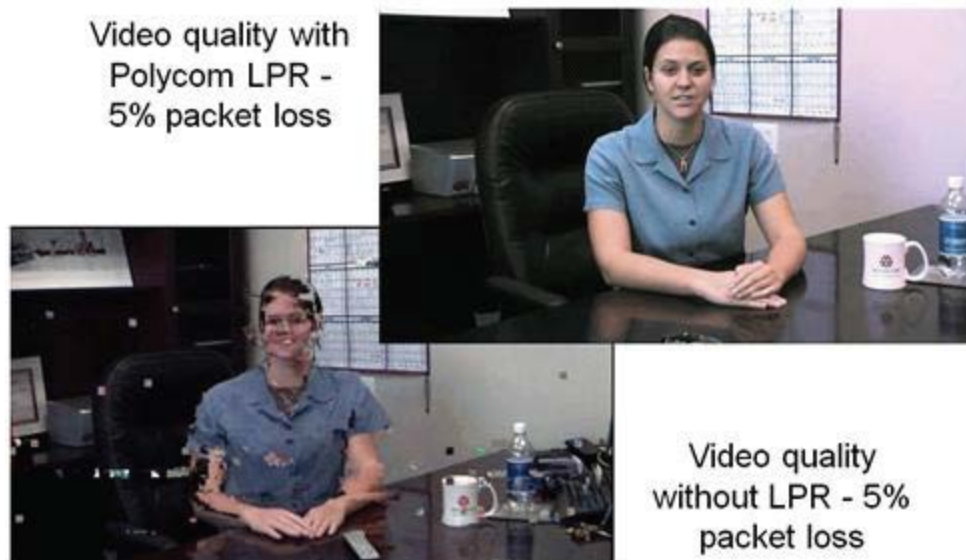 Video quality with
Polycom LPR -
5% packet loss
Video quality
without LPR - 5%
packet loss